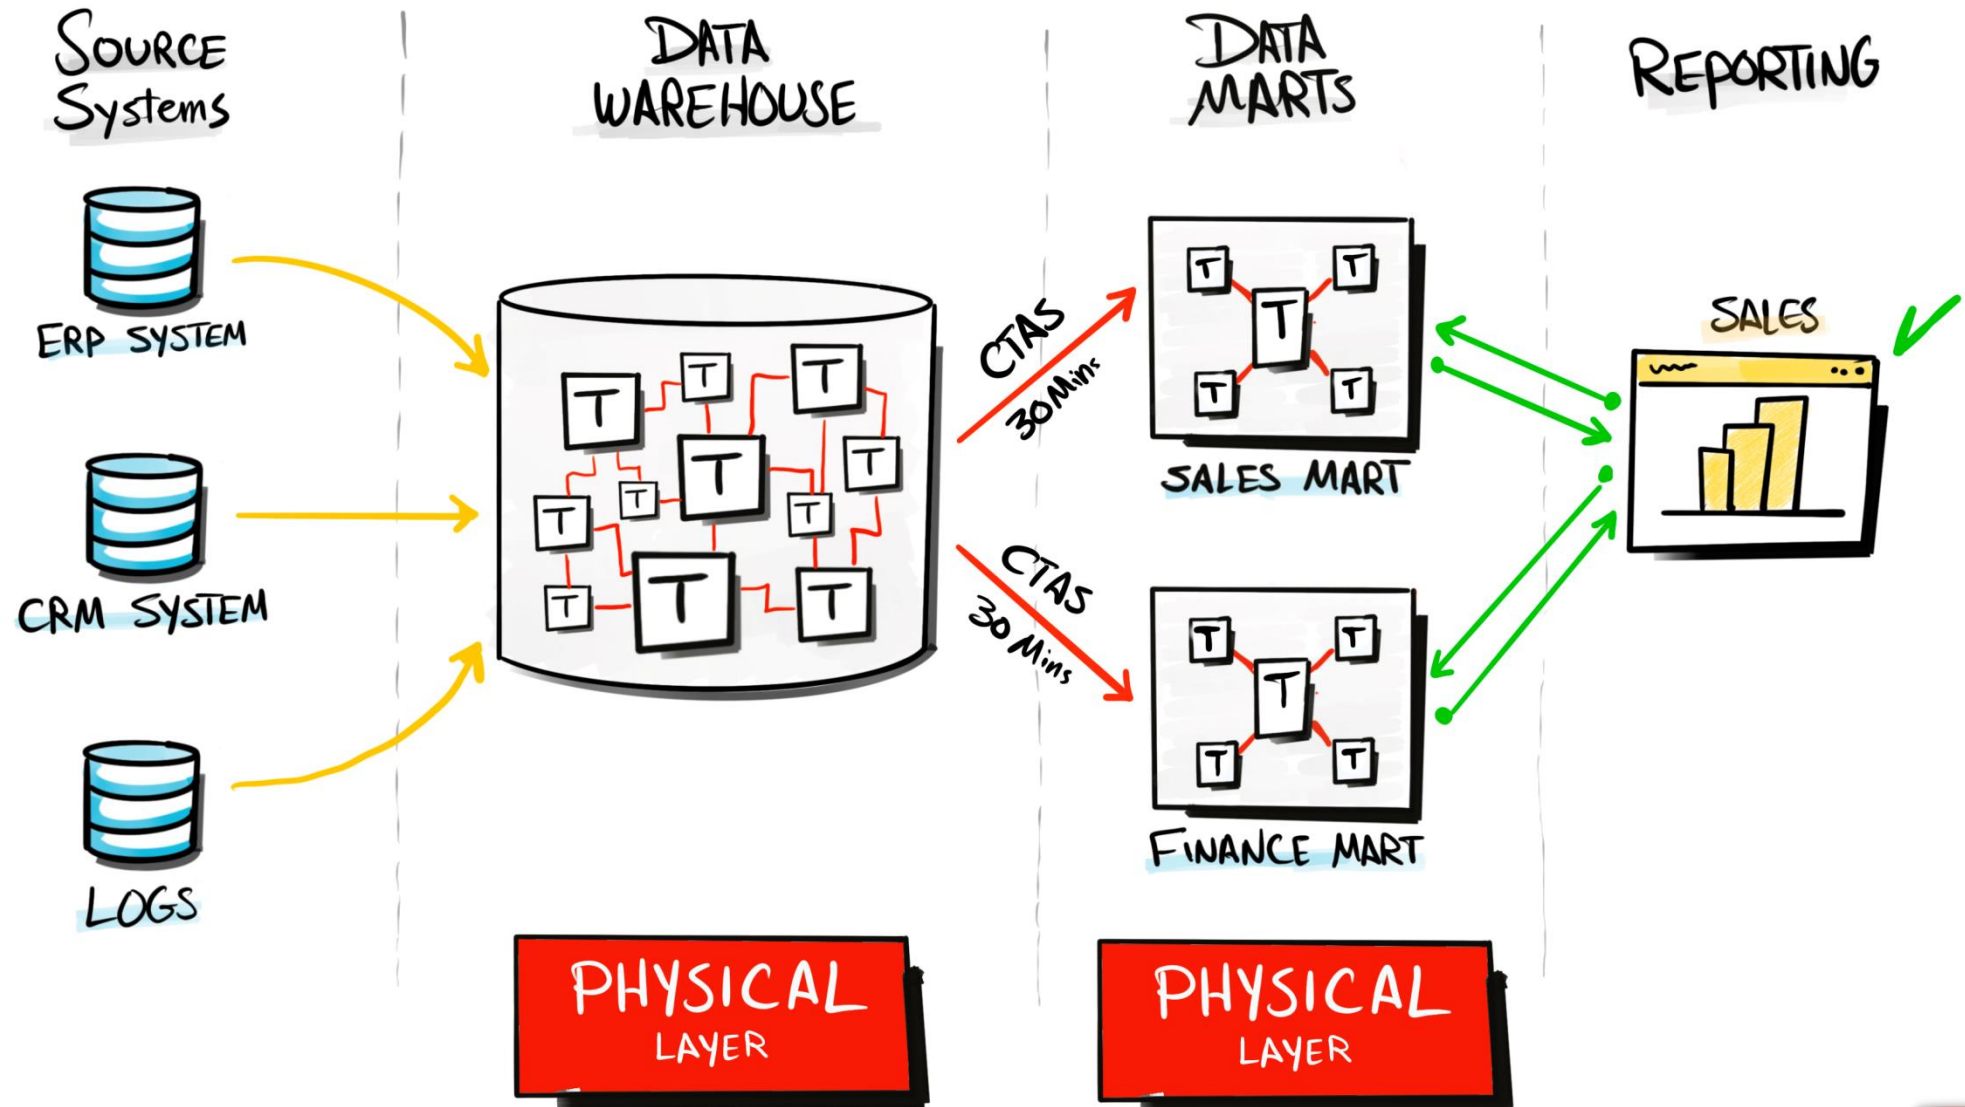 SOURCE
Systems
DATA
WAREHOUSE
DATA
MARTS
REPORTING
ERP SYSTEM
CRM SYSTEM
LOGS
T
T
T
T
T
T
T
T
T
T
T
CTAS
30 Mins
CTAS
30 Mins
T
T
T
T
T
SALES MART
T
T
T
T
T
FINANCE MART
SALES
PHYSICAL
LAYER
PHYSICAL
LAYER